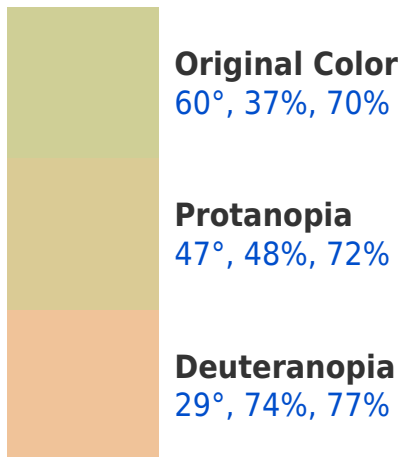 Original Color
60°, 37%, 70%
Protanopia
47°, 48%, 72%
Deuteranopia
29°, 74%, 77%